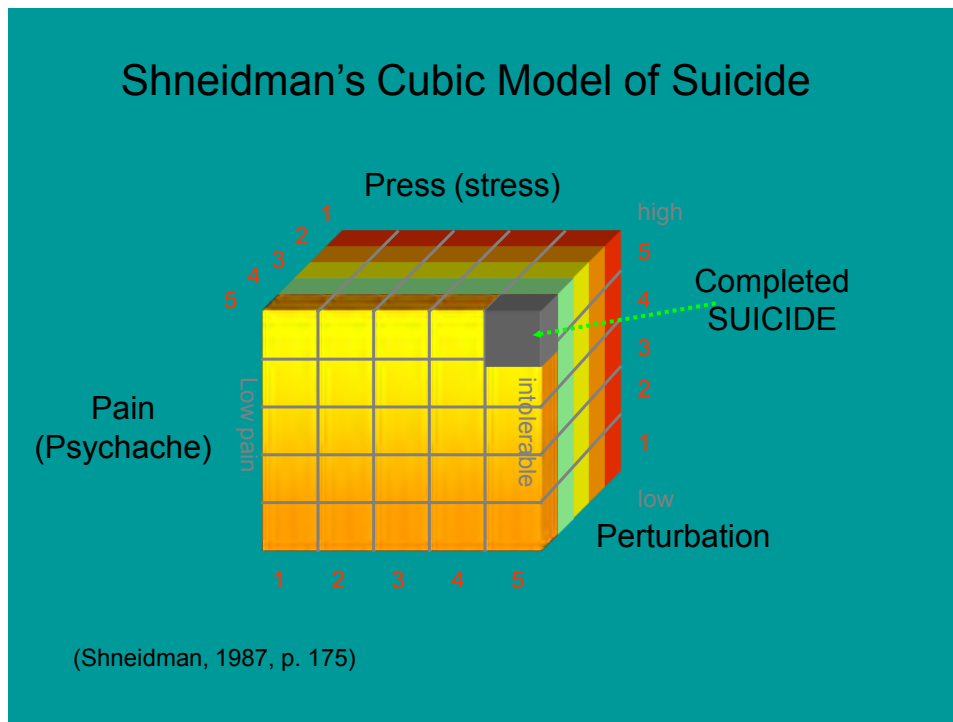 Shneidman’s Cubic Model of Suicide
Press (stress)
1
2
3
4
5
high
5
4
3
2
1
low
Completed
SUICIDE
Pain
(Psychache)
Low pain
intolerable
Perturbation
1 2 3 4 5
(Shneidman, 1987, p. 175)